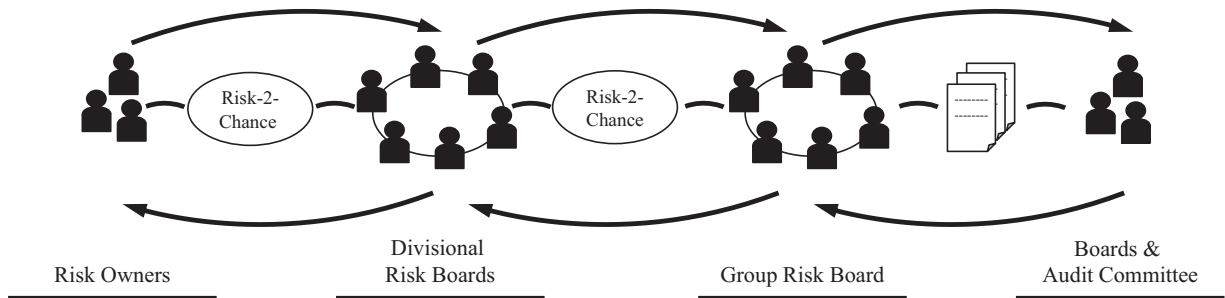 Risk-2-
Chance
Risk-2-
Chance
Risk Owners
Divisional
Risk Boards
Group Risk Board
Boards &
Audit Committee